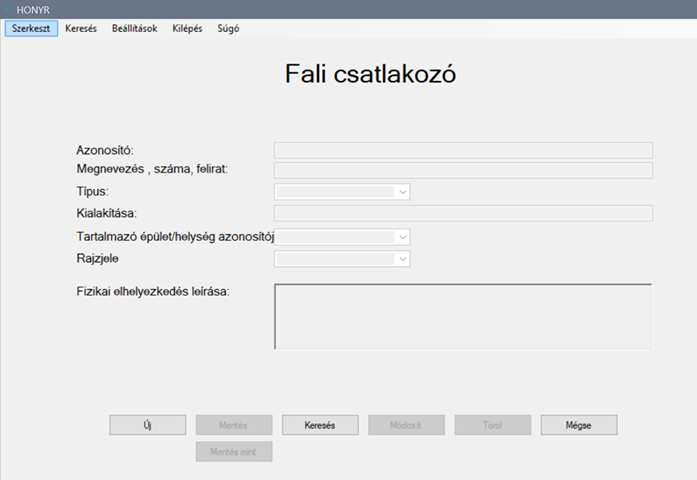 HONYR
Szerkeszt Keresés Beállítások Kilépés Súgó
Fali csatlakozó
Azonosító:
Megnevezés , száma, felirat:
Típus:
Kialakítása:
Tartalmazó épület/helység azonosítój
Rajzjele
Fizikai elhelyezkedés leírása:
Új Mentés Keresés Módosít Töröl Mégse
Mentés mint